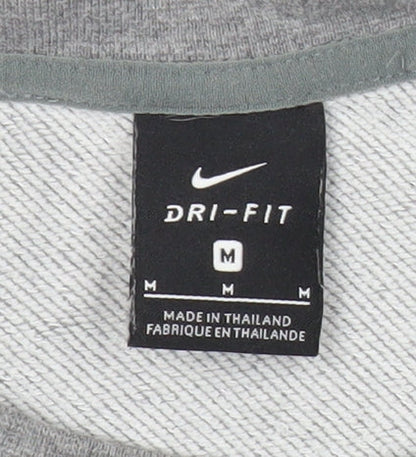 DRI-FIT
M
M M M
MADE IN THAILAND
FABRIQUE EN THAILANDE